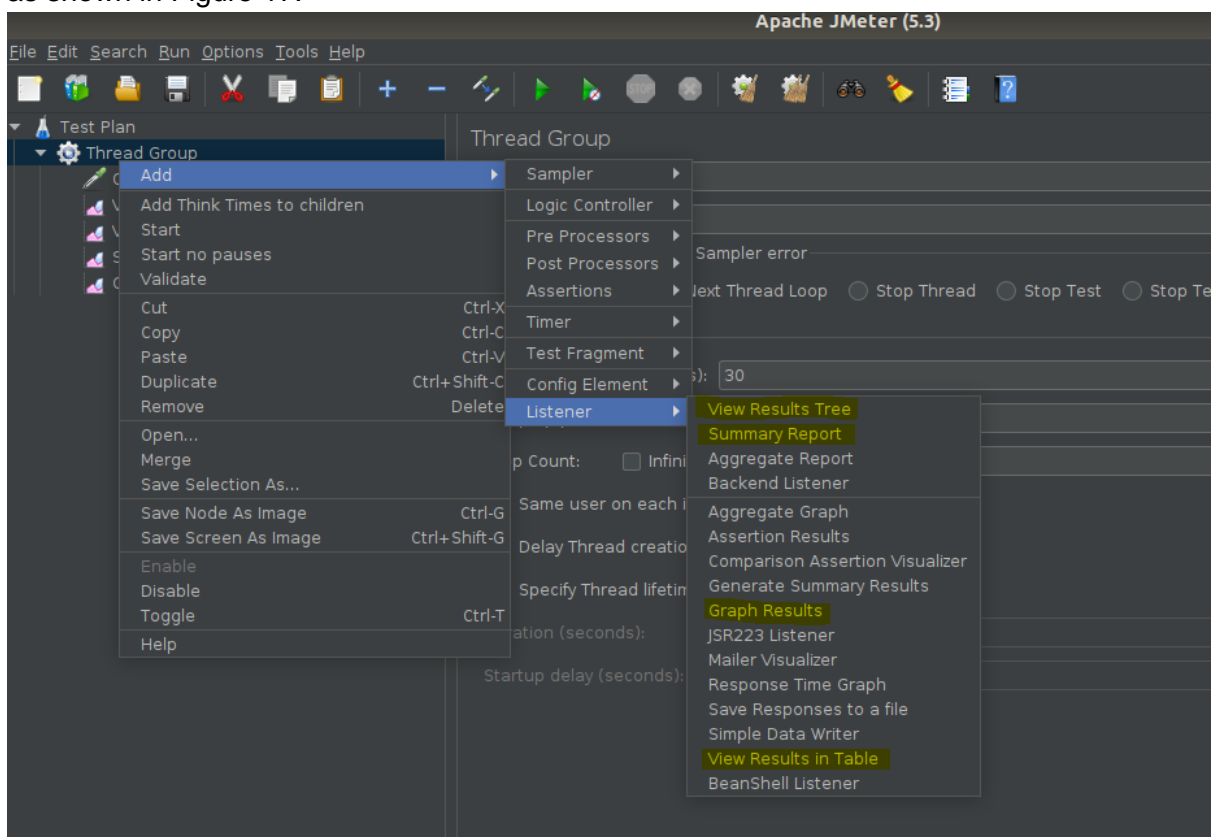 Apache JMeter (5.3)
File Edit Search Run Options Tools Help
STOP
?
Test Plan
Thread Group
Thread Group
Add
Add Think Times to children
Start
Start no pauses
Validate
Cut Ctrl-X
Copy Ctrl-C
Paste Ctrl-V
Duplicate Ctrl+Shift-C
Remove Delete
Open...
Merge
Save Selection As...
Save Node As Image Ctrl-G
Save Screen As Image Ctrl+Shift-G
Enable
Disable
Toggle Ctrl-T
Help
Sampler
Logic Controller
Pre Processors
Post Processors
Assertions
Timer
Test Fragment
Config Element
Listener
Sampler error
Next Thread Loop Stop Thread Stop Test Stop Te
s): 30
p Count: Infini
Same user on each i
Delay Thread creatio
Specify Thread lifetim
ation (seconds):
Startup delay (seconds):
View Results Tree
Summary Report
Aggregate Report
Backend Listener
Aggregate Graph
Assertion Results
Comparison Assertion Visualizer
Generate Summary Results
Graph Results
JSR223 Listener
Mailer Visualizer
Response Time Graph
Save Responses to a file
Simple Data Writer
View Results in Table
BeanShell Listener